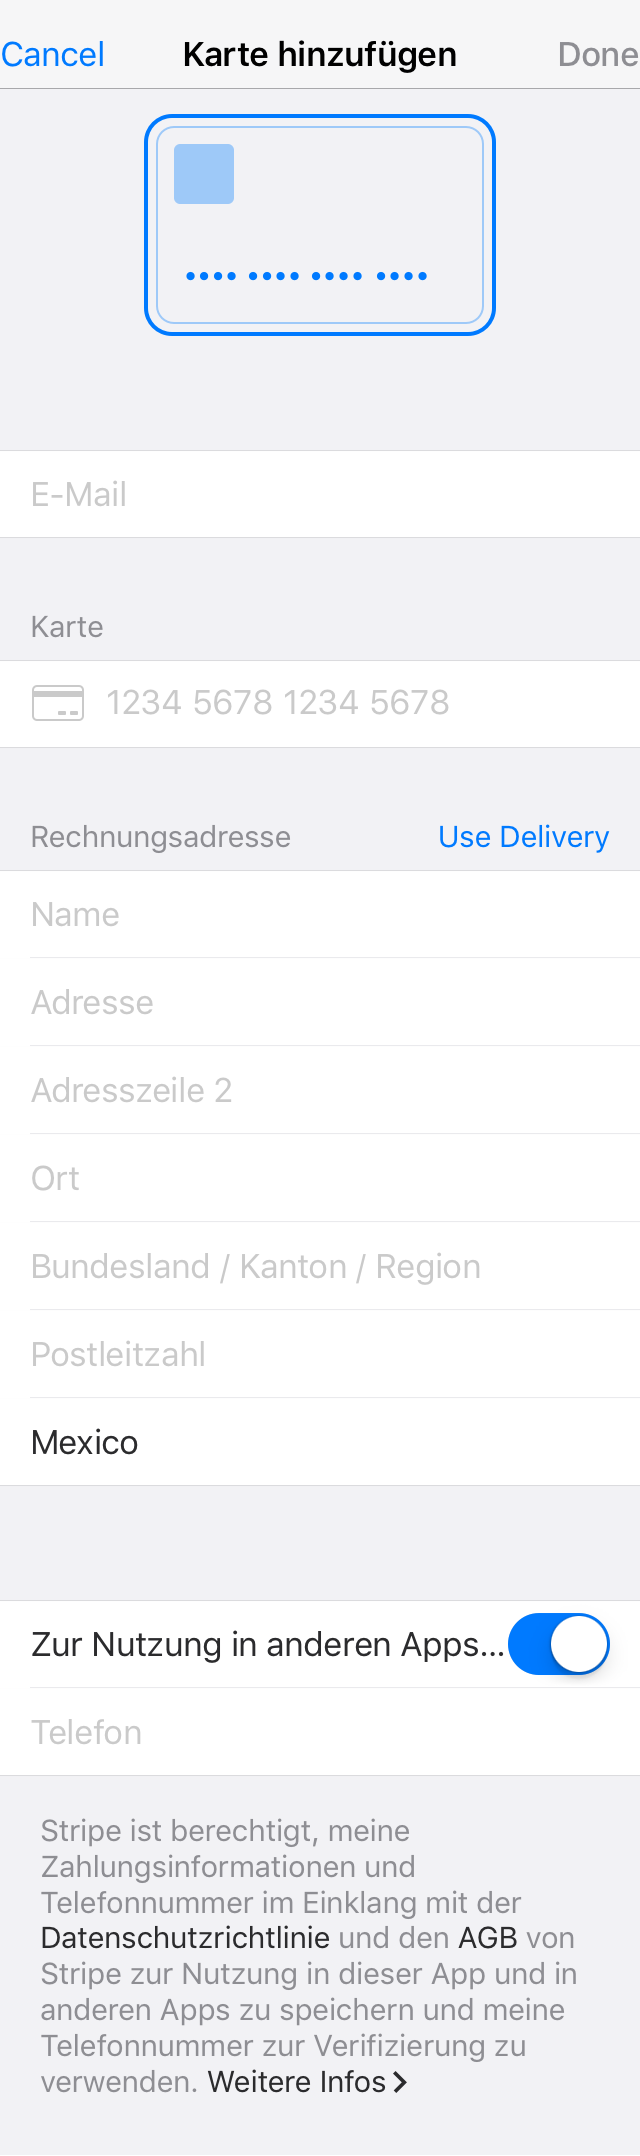 Cancel Karte hinzufügen Done
•••• •••• •••• ••••
E-Mail
Karte
1234 5678 1234 5678
Rechnungsadresse Use Delivery
Name
Adresse
Adresszeile 2
Ort
Bundesland / Kanton / Region
Postleitzahl
Mexico
Zur Nutzung in anderen Apps...
Telefon
Stripe ist berechtigt, meine
Zahlungsinformationen und
Telefonnummer im Einklang mit der
Datenschutzrichtlinie und den AGB von
Stripe zur Nutzung in dieser App und in
anderen Apps zu speichern und meine
Telefonnummer zur Verifizierung zu
verwenden. Weitere Infos